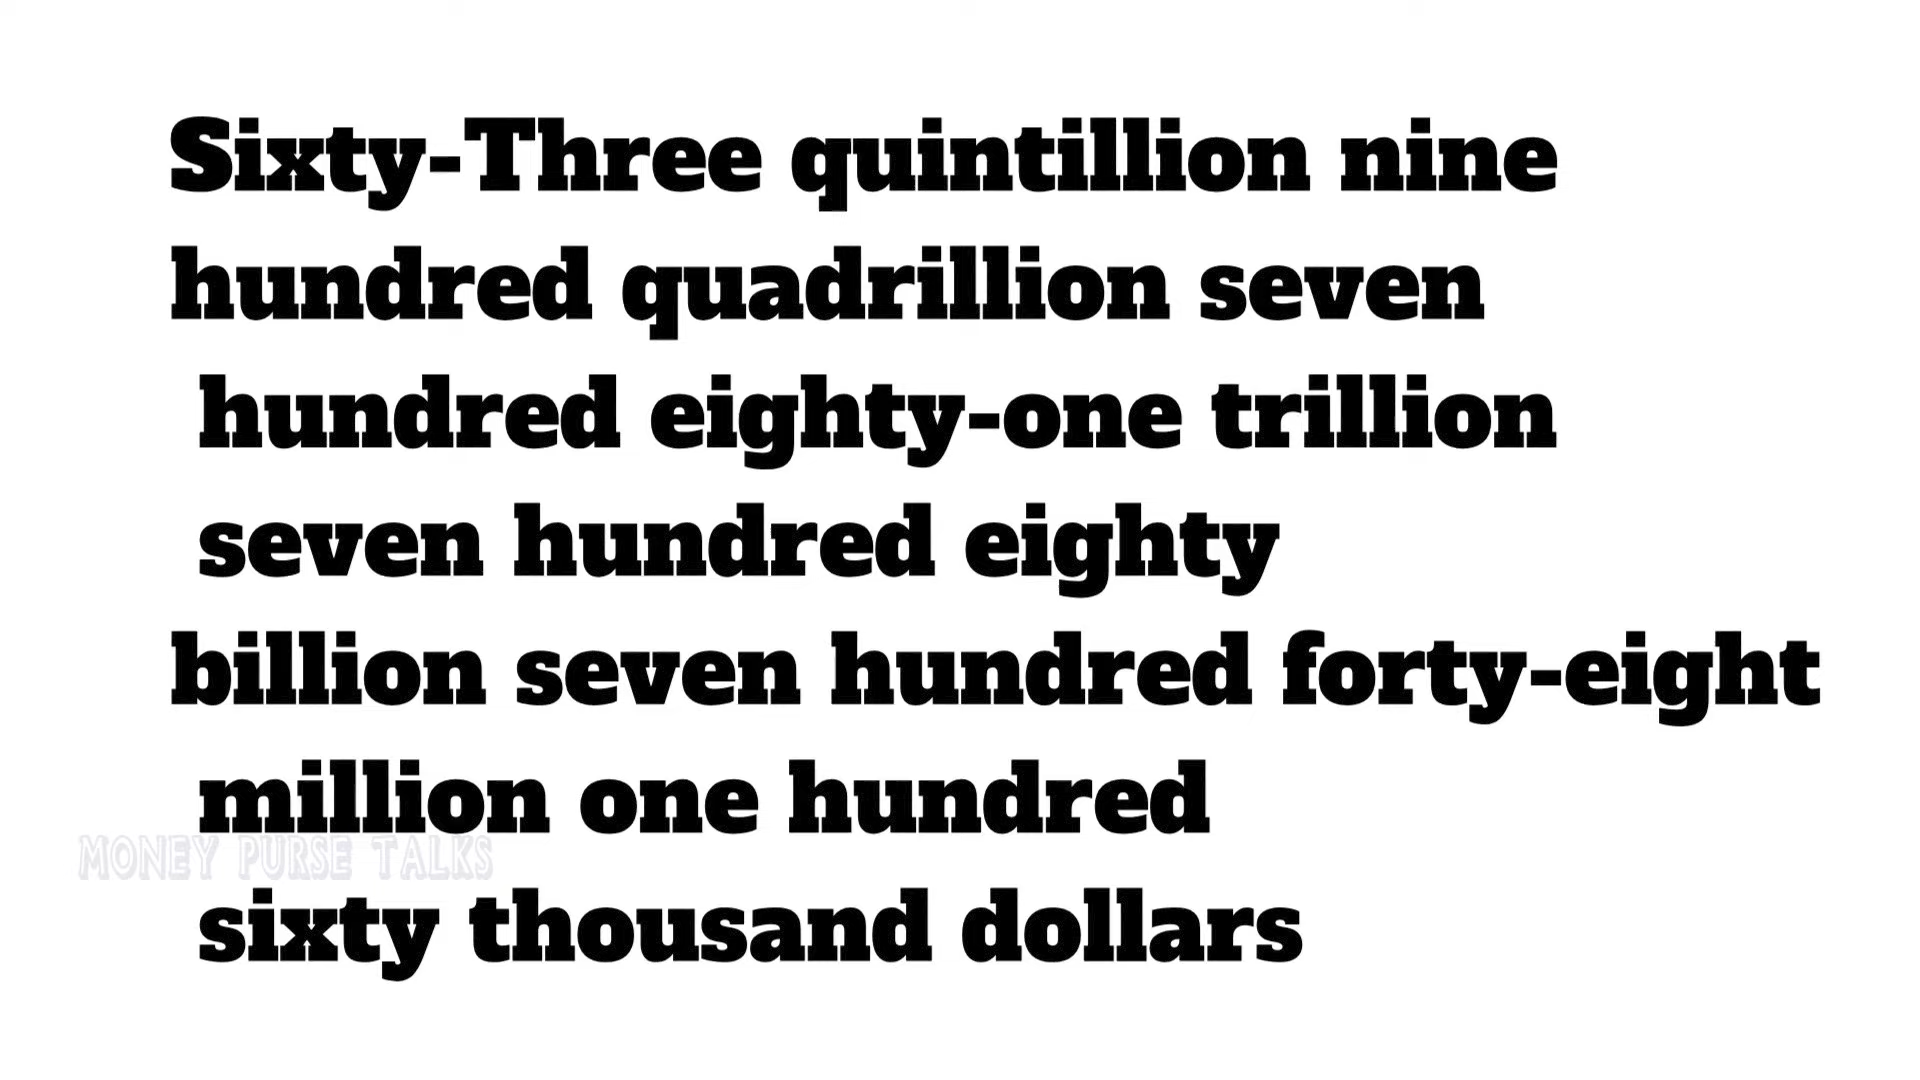 Sixty-Three quintillion nine
hundred quadrillion seven
hundred eighty-one trillion
seven hundred eighty
billion seven hundred forty-eight
million one hundred
MONEY PURSE TALKS
sixty thousand dollars